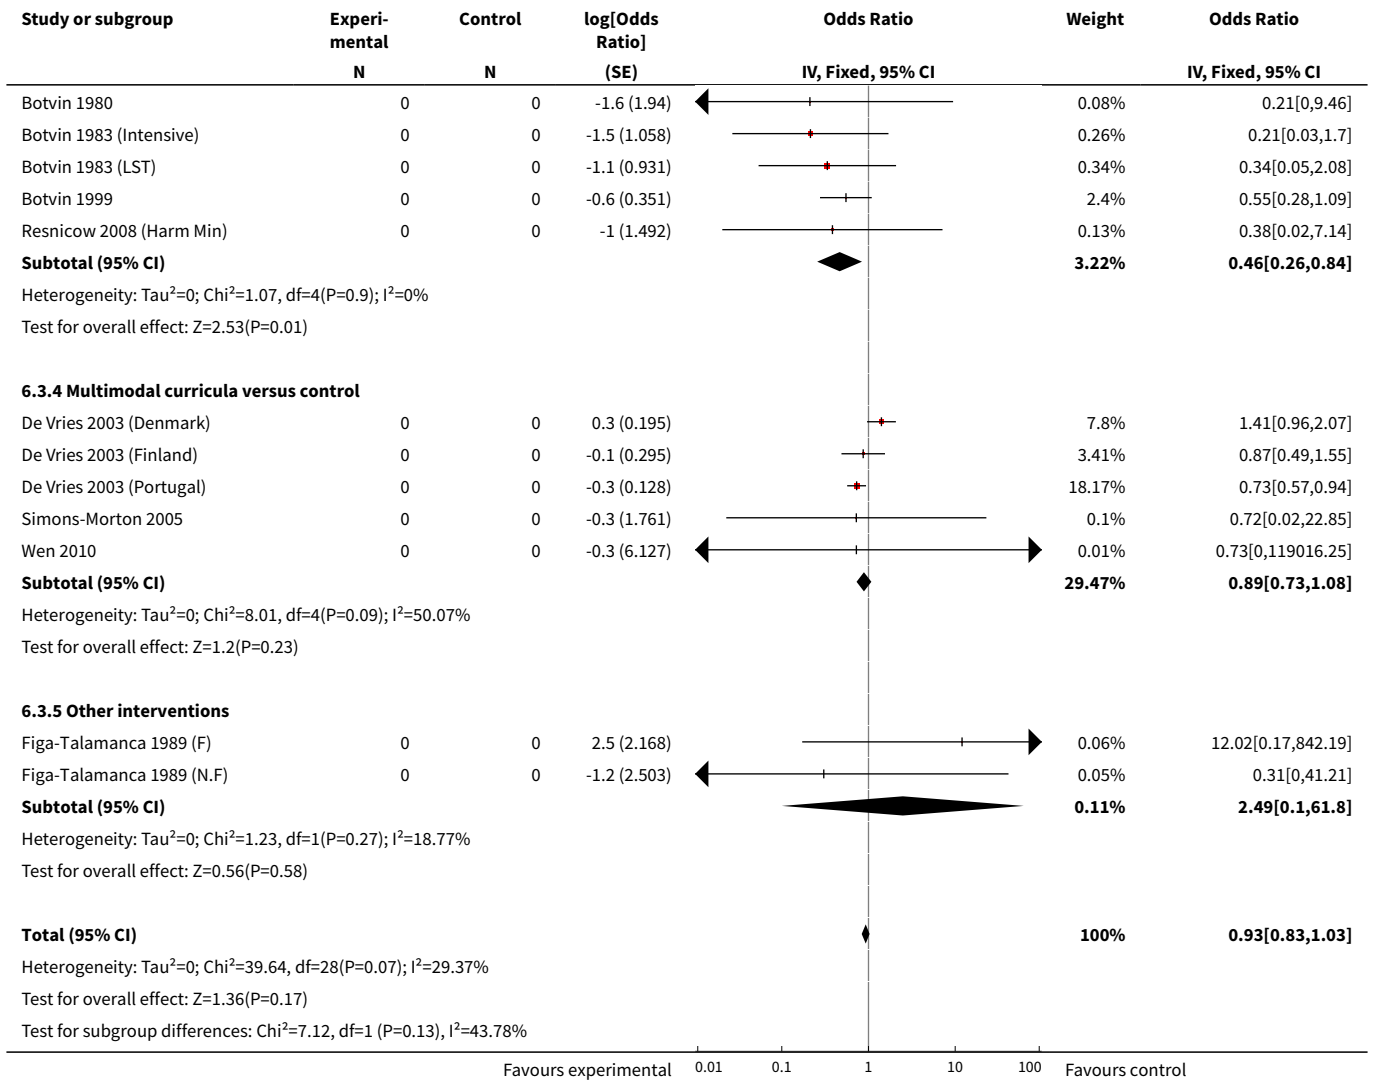 Study or subgroup Experi- Control log[Odds Odds Ratio Weight Odds Ratio
mental Ratio]
N N (SE) IV, Fixed, 95% CI IV, Fixed, 95% CI
Botvin 1980 0 0 -1.6 (1.94) 0.08% 0.21[0,9.46]
Botvin 1983 (Intensive) 0 0 -1.5 (1.058) 0.26% 0.21[0.03,1.7]
Botvin 1983 (LST) 0 0 -1.1 (0.931) 0.34% 0.34[0.05,2.08]
Botvin 1999 0 0 -0.6 (0.351) 2.4% 0.55[0.28,1.09]
Resnicow 2008 (Harm Min) 0 0 -1 (1.492) 0.13% 0.38[0.02,7.14]
Subtotal (95% CI) 3.22% 0.46[0.26,0.84]
Heterogeneity: Tau²=0; Chi²=1.07, df=4(P=0.9); I²=0%
Test for overall effect: Z=2.53(P=0.01)
6.3.4 Multimodal curricula versus control
De Vries 2003 (Denmark) 0 0 0.3 (0.195) 7.8% 1.41[0.96,2.07]
De Vries 2003 (Finland) 0 0 -0.1 (0.295) 3.41% 0.87[0.49,1.55]
De Vries 2003 (Portugal) 0 0 -0.3 (0.128) 18.17% 0.73[0.57,0.94]
Simons-Morton 2005 0 0 -0.3 (1.761) 0.1% 0.72[0.02,22.85]
Wen 2010 0 0 -0.3 (6.127) 0.01% 0.73[0,119016.25]
Subtotal (95% CI) 29.47% 0.89[0.73,1.08]
Heterogeneity: Tau²=0; Chi²=8.01, df=4(P=0.09); I²=50.07%
Test for overall effect: Z=1.2(P=0.23)
6.3.5 Other interventions
Figa-Talamanca 1989 (F) 0 0 2.5 (2.168) 0.06% 12.02[0.17,842.19]
Figa-Talamanca 1989 (N.F) 0 0 -1.2 (2.503) 0.05% 0.31[0,41.21]
Subtotal (95% CI) 0.11% 2.49[0.1,61.8]
Heterogeneity: Tau²=0; Chi²=1.23, df=1(P=0.27); I²=18.77%
Test for overall effect: Z=0.56(P=0.58)
Total (95% CI) 100% 0.93[0.83,1.03]
Heterogeneity: Tau²=0; Chi²=39.64, df=28(P=0.07); I²=29.37%
Test for overall effect: Z=1.36(P=0.17)
Test for subgroup differences: Chi²=7.12, df=1 (P=0.13), I²=43.78%
Favours experimental 0.01 0.1 1 10 100 Favours control